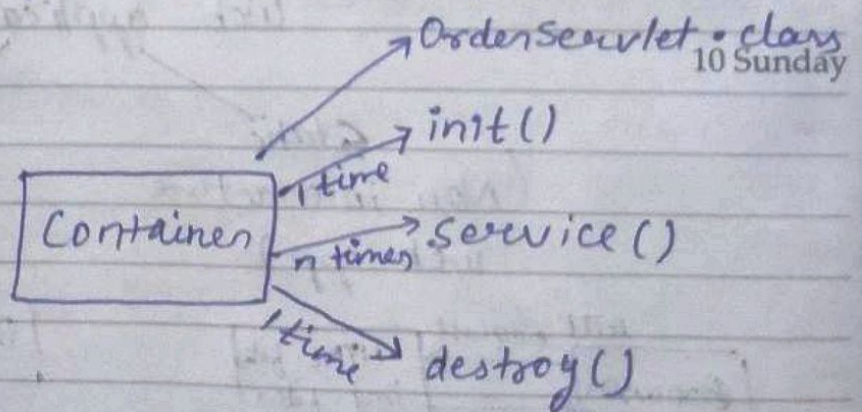 OrderServlet.class
10 Sunday
init()
1 time
Container
service()
n times
1 time
destroy()